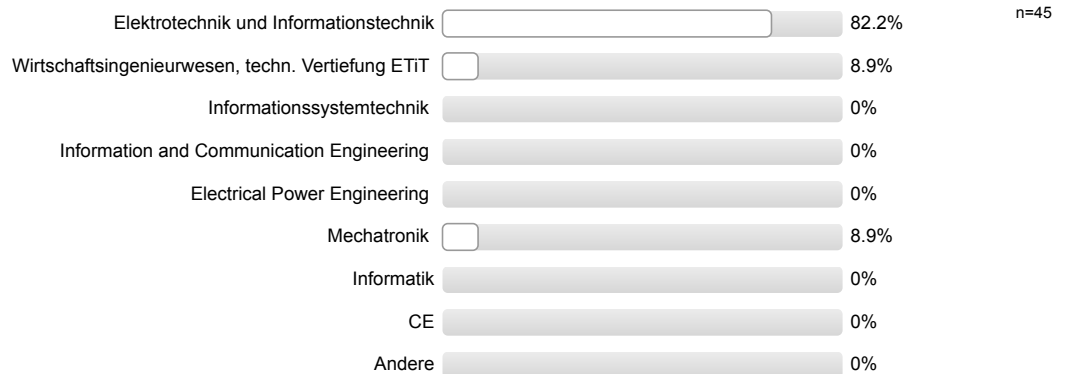 Elektrotechnik und Informationstechnik 82.2% n=45
Wirtschaftsingenieurwesen, techn. Vertiefung ETiT 8.9%
Informationssystemtechnik 0%
Information and Communication Engineering 0%
Electrical Power Engineering 0%
Mechatronik 8.9%
Informatik 0%
CE 0%
Andere 0%